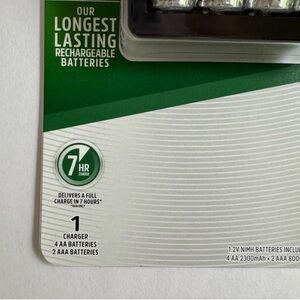 OUR
LONGEST
LASTING
RECHARGEABLE
BATTERIES
7
HR
CHARGE
DELIVERS A FULL
CHARGE IN 7 HOURS*
1
CHARGER
4 AA BATTERIES
2 AAA BATTERIES
1.2V NIMH BATTERIES INCLU
4 AA 2300mAh • 2 AAA 800